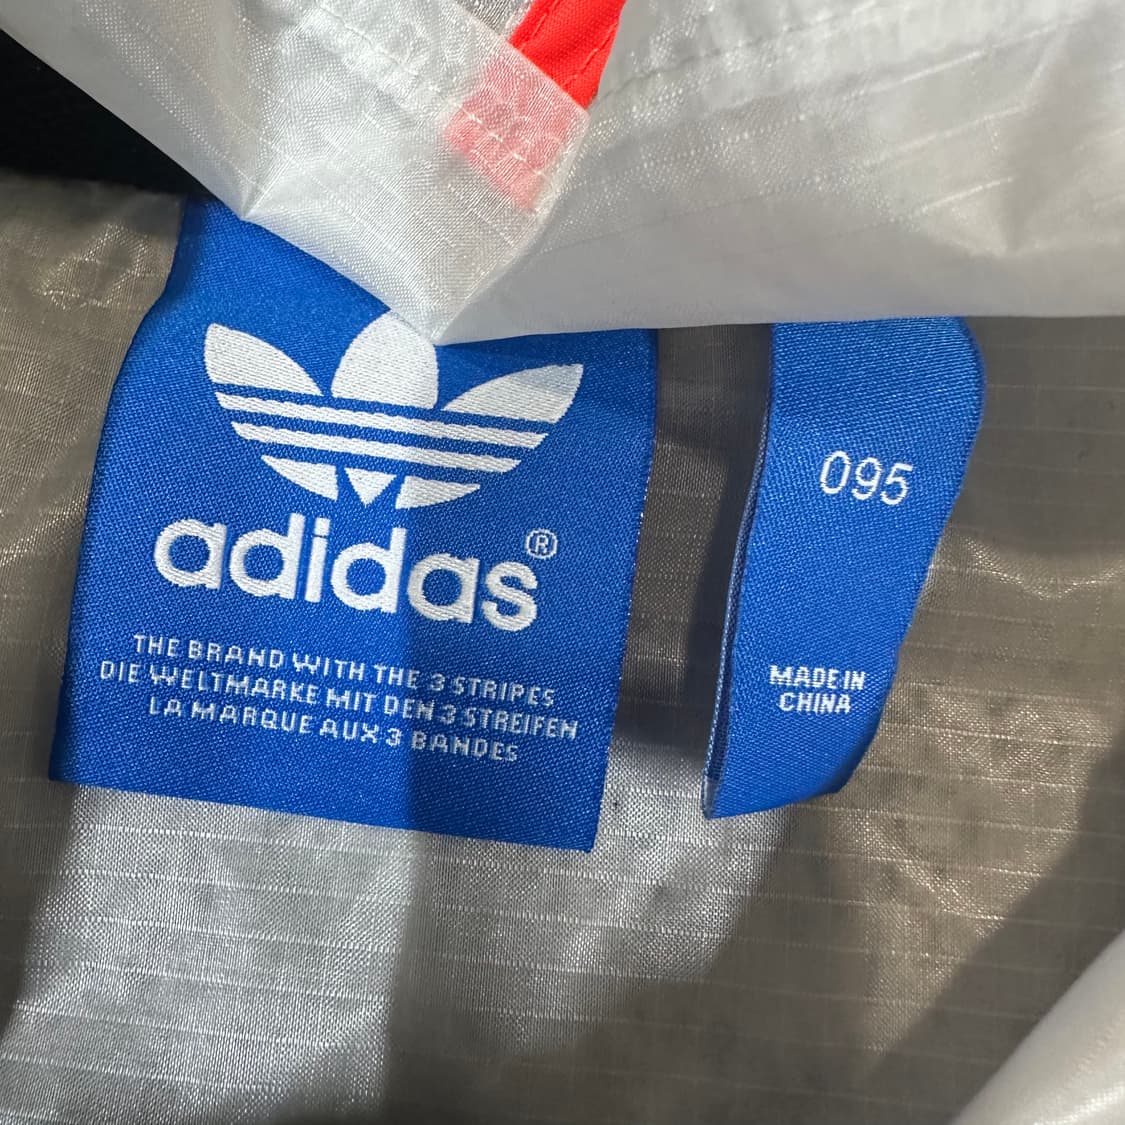 adidas®
THE BRAND WITH THE 3 STRIPES
DIE WELTMARKE MIT DEN 3 STREIFEN
LA MARQUE AUX 3 BANDES
095
MADE IN
CHINA